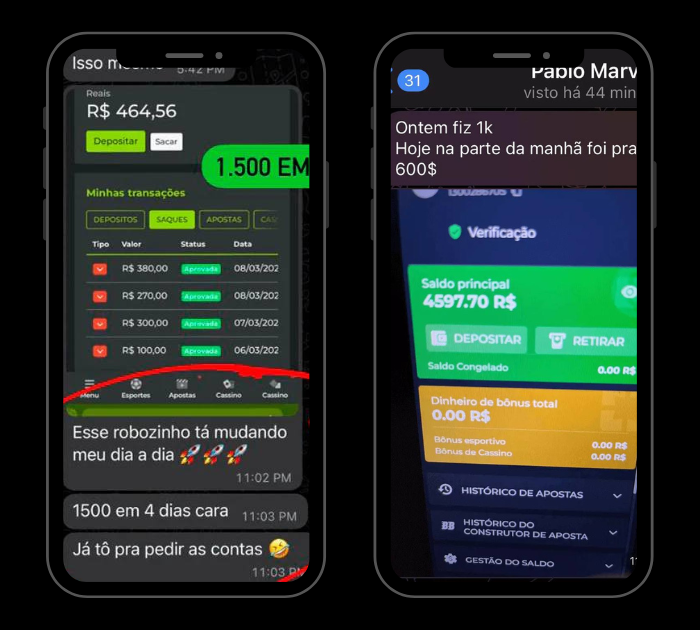 Isso mesmo 5:42 PM
Reais
R$ 464,56
Depositar Sacar
1.500 EM
Minhas transações
DEPOSITOS SAQUES APOSTAS CAS
Tipo Valor Status Data
R$ 380,00 Aprovada 08/03/202
R$ 270,00 Aprovada 08/03/202
R$ 300,00 Aprovada 07/03/202
R$ 100,00 Aprovada 06/03/202
Menu Esportes Apostas Cassino Cassino
Esse robozinho tá mudando
meu dia a dia 🚀🚀🚀
11:02 PM
1500 em 4 dias cara 11:03 PM
Já tô pra pedir as contas 🤣
11:03 PM
31
Pablo Marv
visto há 44 min
Ontem fiz 1k
Hoje na parte da manhã foi pra
600$
Verificação
Saldo principal
4597.70 R$
DEPOSITAR RETIRAR
Saldo Congelado 0.00 R$
Dinheiro de bônus total
0.00 R$
Bônus esportivo 0.00 R$
Bônus de Cassino 0.00 R$
HISTÓRICO DE APOSTAS
HISTÓRICO DO
CONSTRUTOR DE APOSTA
GESTÃO DO SALDO
11